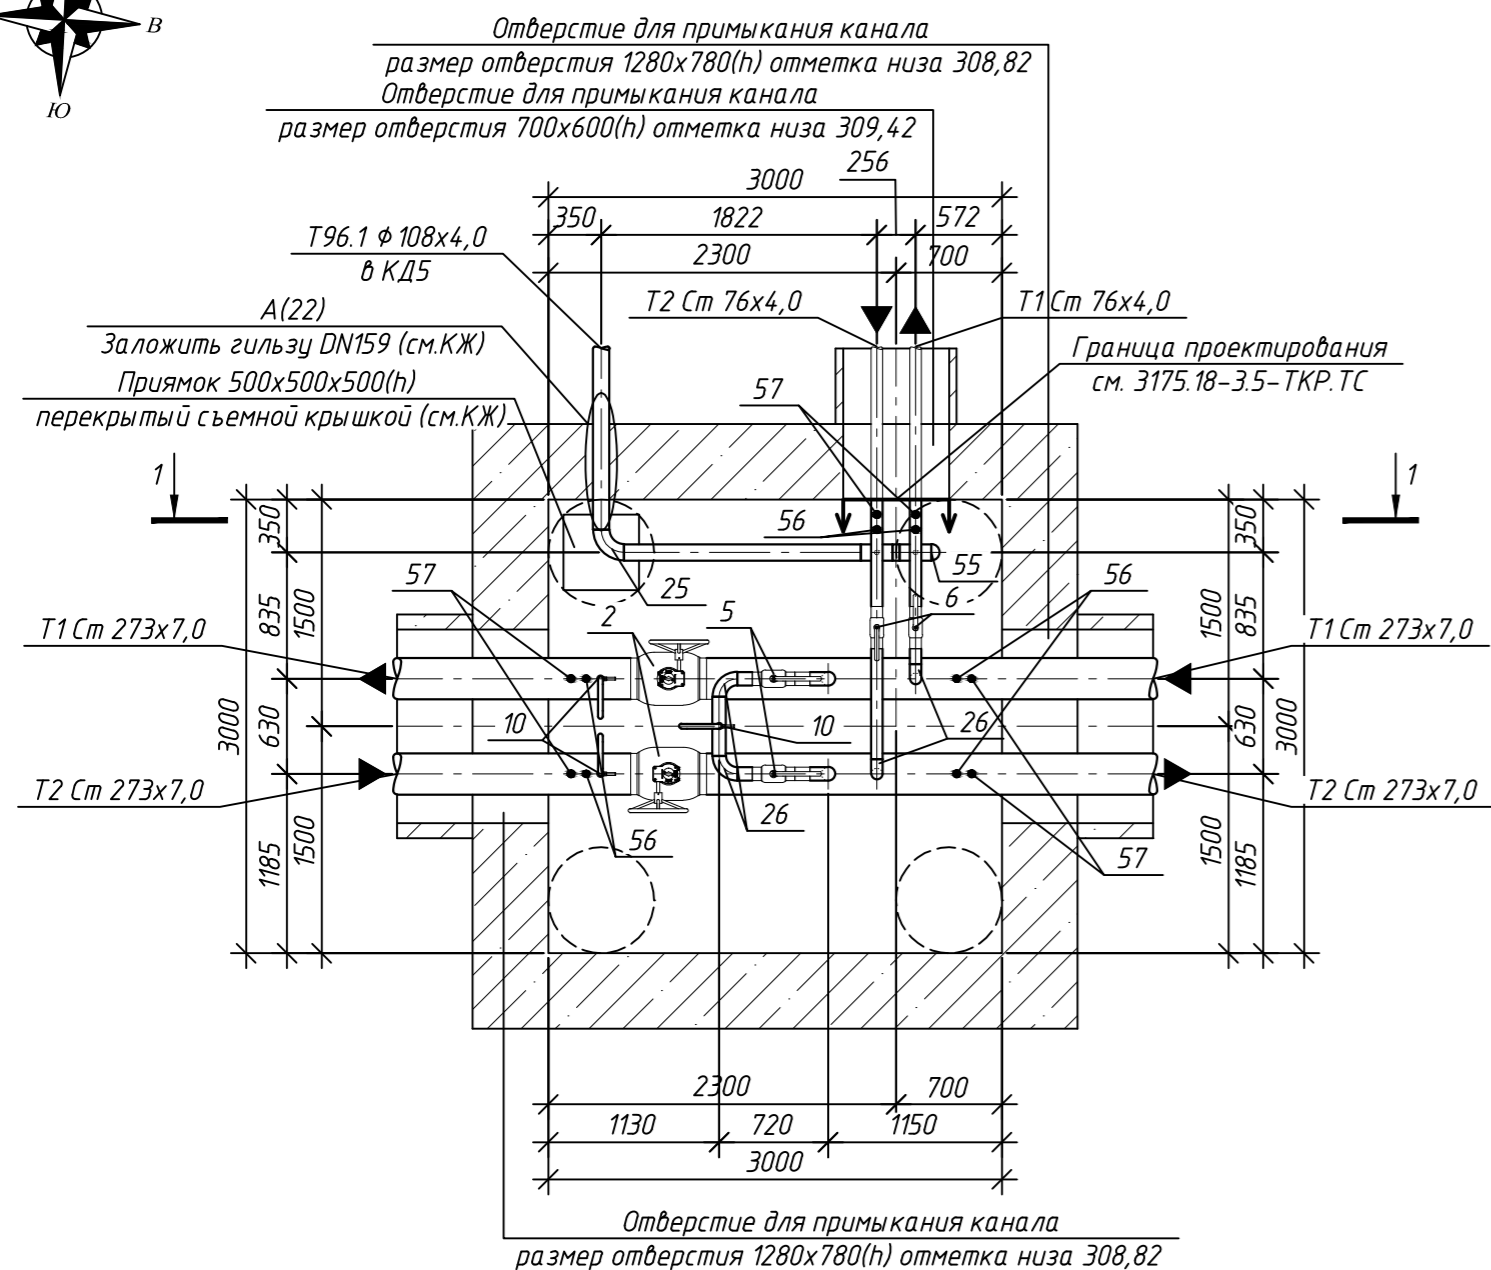 В
Ю
Отверстие для примыкания канала
размер отверстия 1280х780(h) отметка низа 308,82
Отверстие для примыкания канала
размер отверстия 700х600(h) отметка низа 309,42
256
3000
350
1822
572
2300
700
Т96.1 Ф108х4,0
в КД5
Т2 Ст 76х4,0
Т1 Ст 76х4,0
А(22)
Заложить гильзу DN159 (см.КЖ)
Граница проектирования
см. 3175.18-3.5-ТКР.ТС
Приямок 500х500х500(h)
перекрытый съемной крышкой (см.КЖ)
57
1
1
350
350
56
55
57
25
2
5
6
56
835
1500
1500
835
Т1 Ст 273х7,0
Т1 Ст 273х7,0
3000
630
10
10
26
630
3000
Т2 Ст 273х7,0
Т2 Ст 273х7,0
26
56
57
1185
1500
1500
1185
2300
700
1130
720
1150
3000
Отверстие для примыкания канала
размер отверстия 1280х780(h) отметка низа 308,82